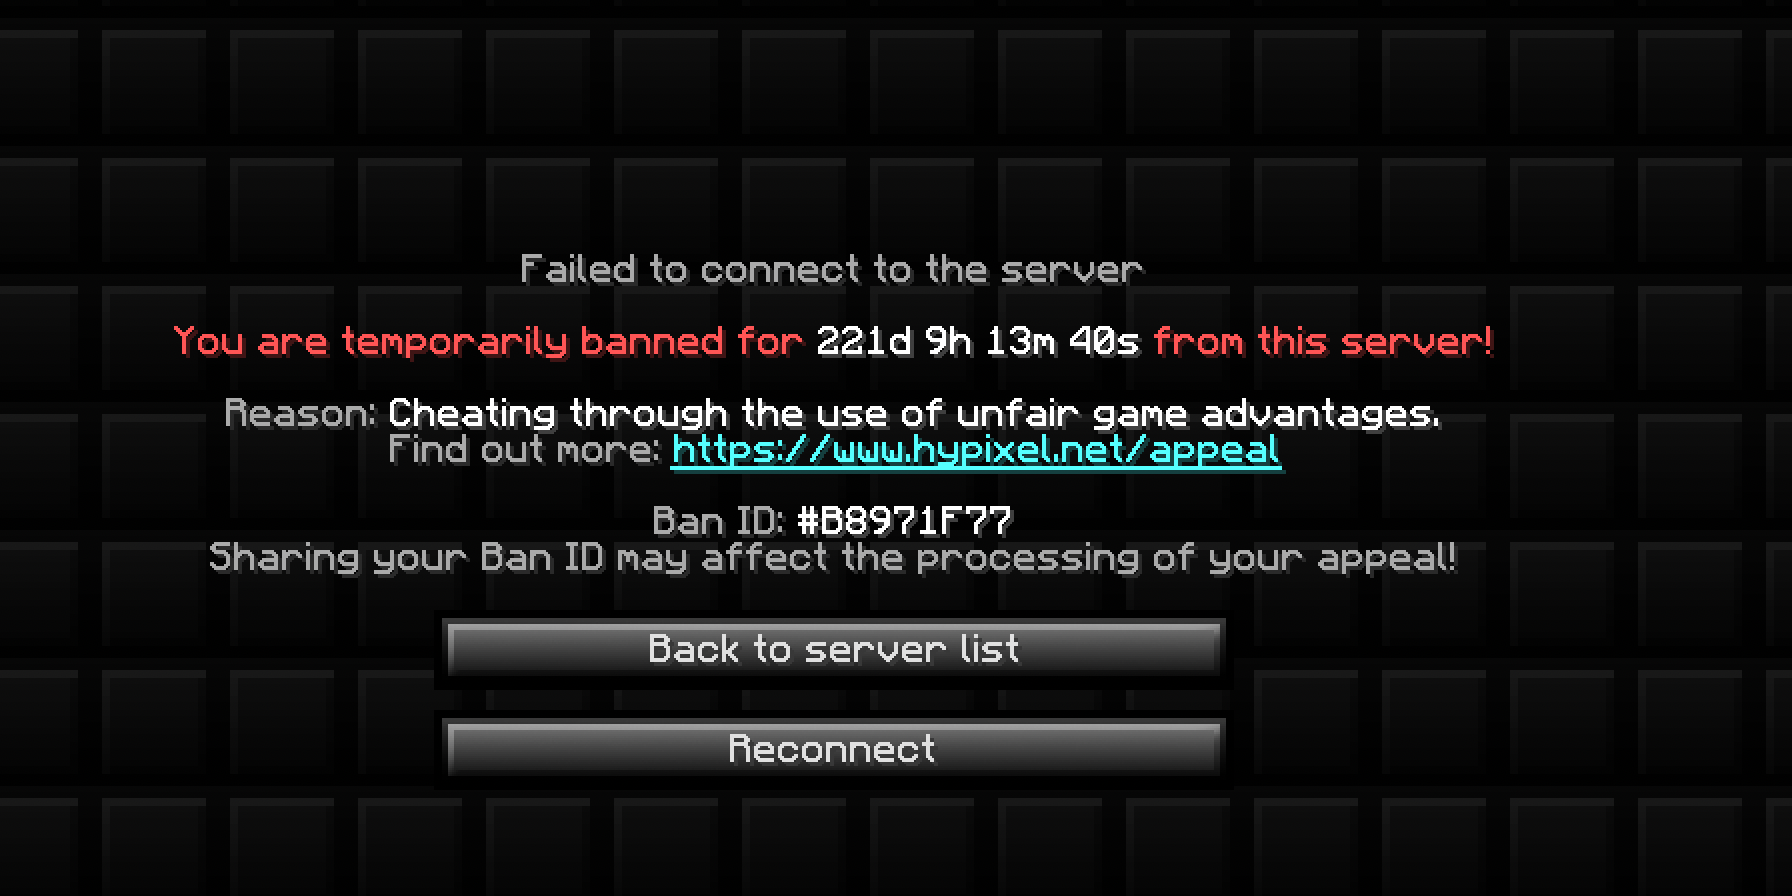 Failed to connect to the server
You are temporarily banned for 221d 9h 13m 40s from this server!
Reason: Cheating through the use of unfair game advantages.
Find out more: https://www.hypixel.net/appeal
Ban ID: #B8971F77
Sharing your Ban ID may affect the processing of your appeal!
Back to server list
Reconnect